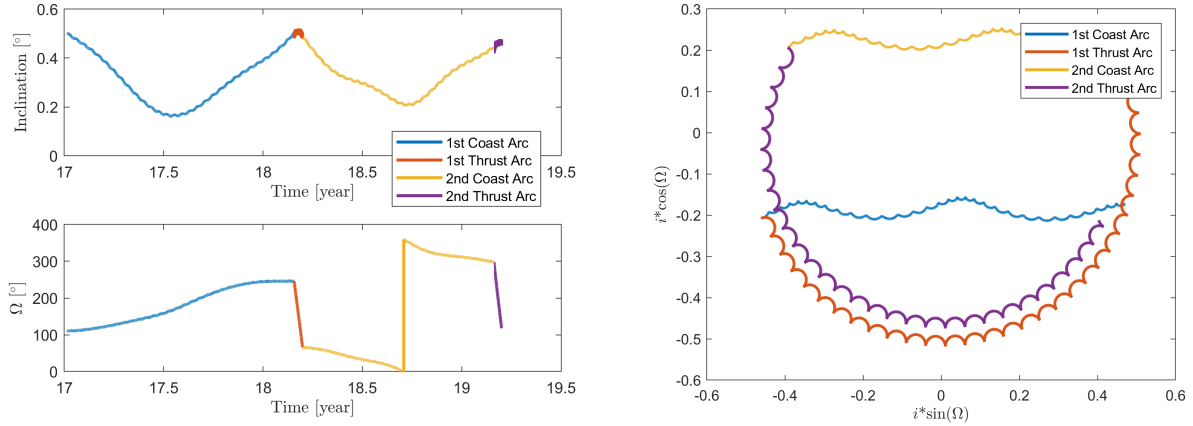 Inclination [°]
0.6
0.4
0.2
0
17
17.5
18
18.5
19
19.5
Time [year]
1st Coast Arc
1st Thrust Arc
2nd Coast Arc
2nd Thrust Arc
Ω [°]
400
300
200
100
0
17
17.5
18
18.5
19
19.5
Time [year]
i*cos(Ω)
0.3
0.2
0.1
0
-0.1
-0.2
-0.3
-0.4
-0.5
-0.6
-0.6
-0.4
-0.2
0
0.2
0.4
0.6
i*sin(Ω)
1st Coast Arc
1st Thrust Arc
2nd Coast Arc
2nd Thrust Arc